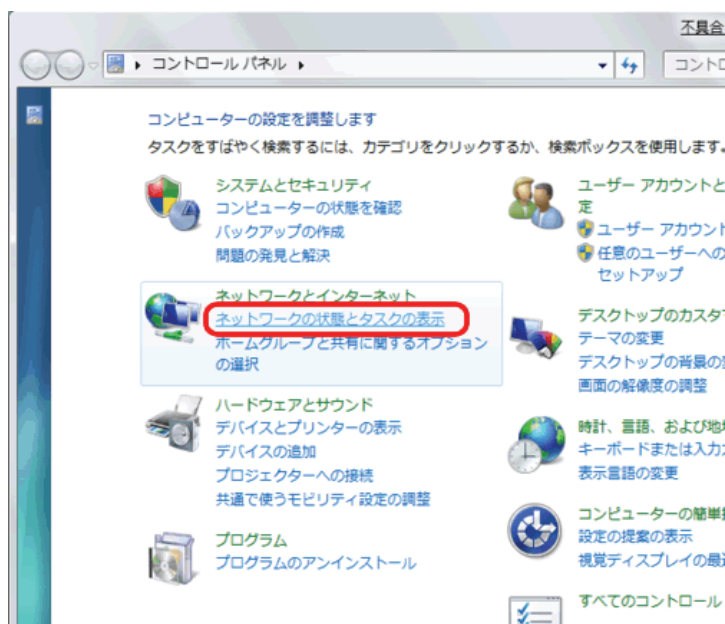 不具合
コントロール パネル
コントロ
コンピューターの設定を調整します
タスクをすばやく検索するには、カテゴリをクリックするか、検索ボックスを使用します。
システムとセキュリティ
コンピューターの状態を確認
バックアップの作成
問題の発見と解決
ネットワークとインターネット
ネットワークの状態とタスクの表示
ホームグループと共有に関するオプション
の選択
ハードウェアとサウンド
デバイスとプリンターの表示
デバイスの追加
プロジェクターへの接続
共通で使うモビリティ設定の調整
プログラム
プログラムのアンインストール
ユーザー アカウントと
定
ユーザー アカウント
任意のユーザーへの
セットアップ
デスクトップのカスタ
テーマの変更
デスクトップの背景の
画面の解像度の調整
時計、言語、および地
キーボードまたは入力
表示言語の変更
コンピューターの簡単
設定の提案の表示
視覚ディスプレイの最
すべてのコントロール